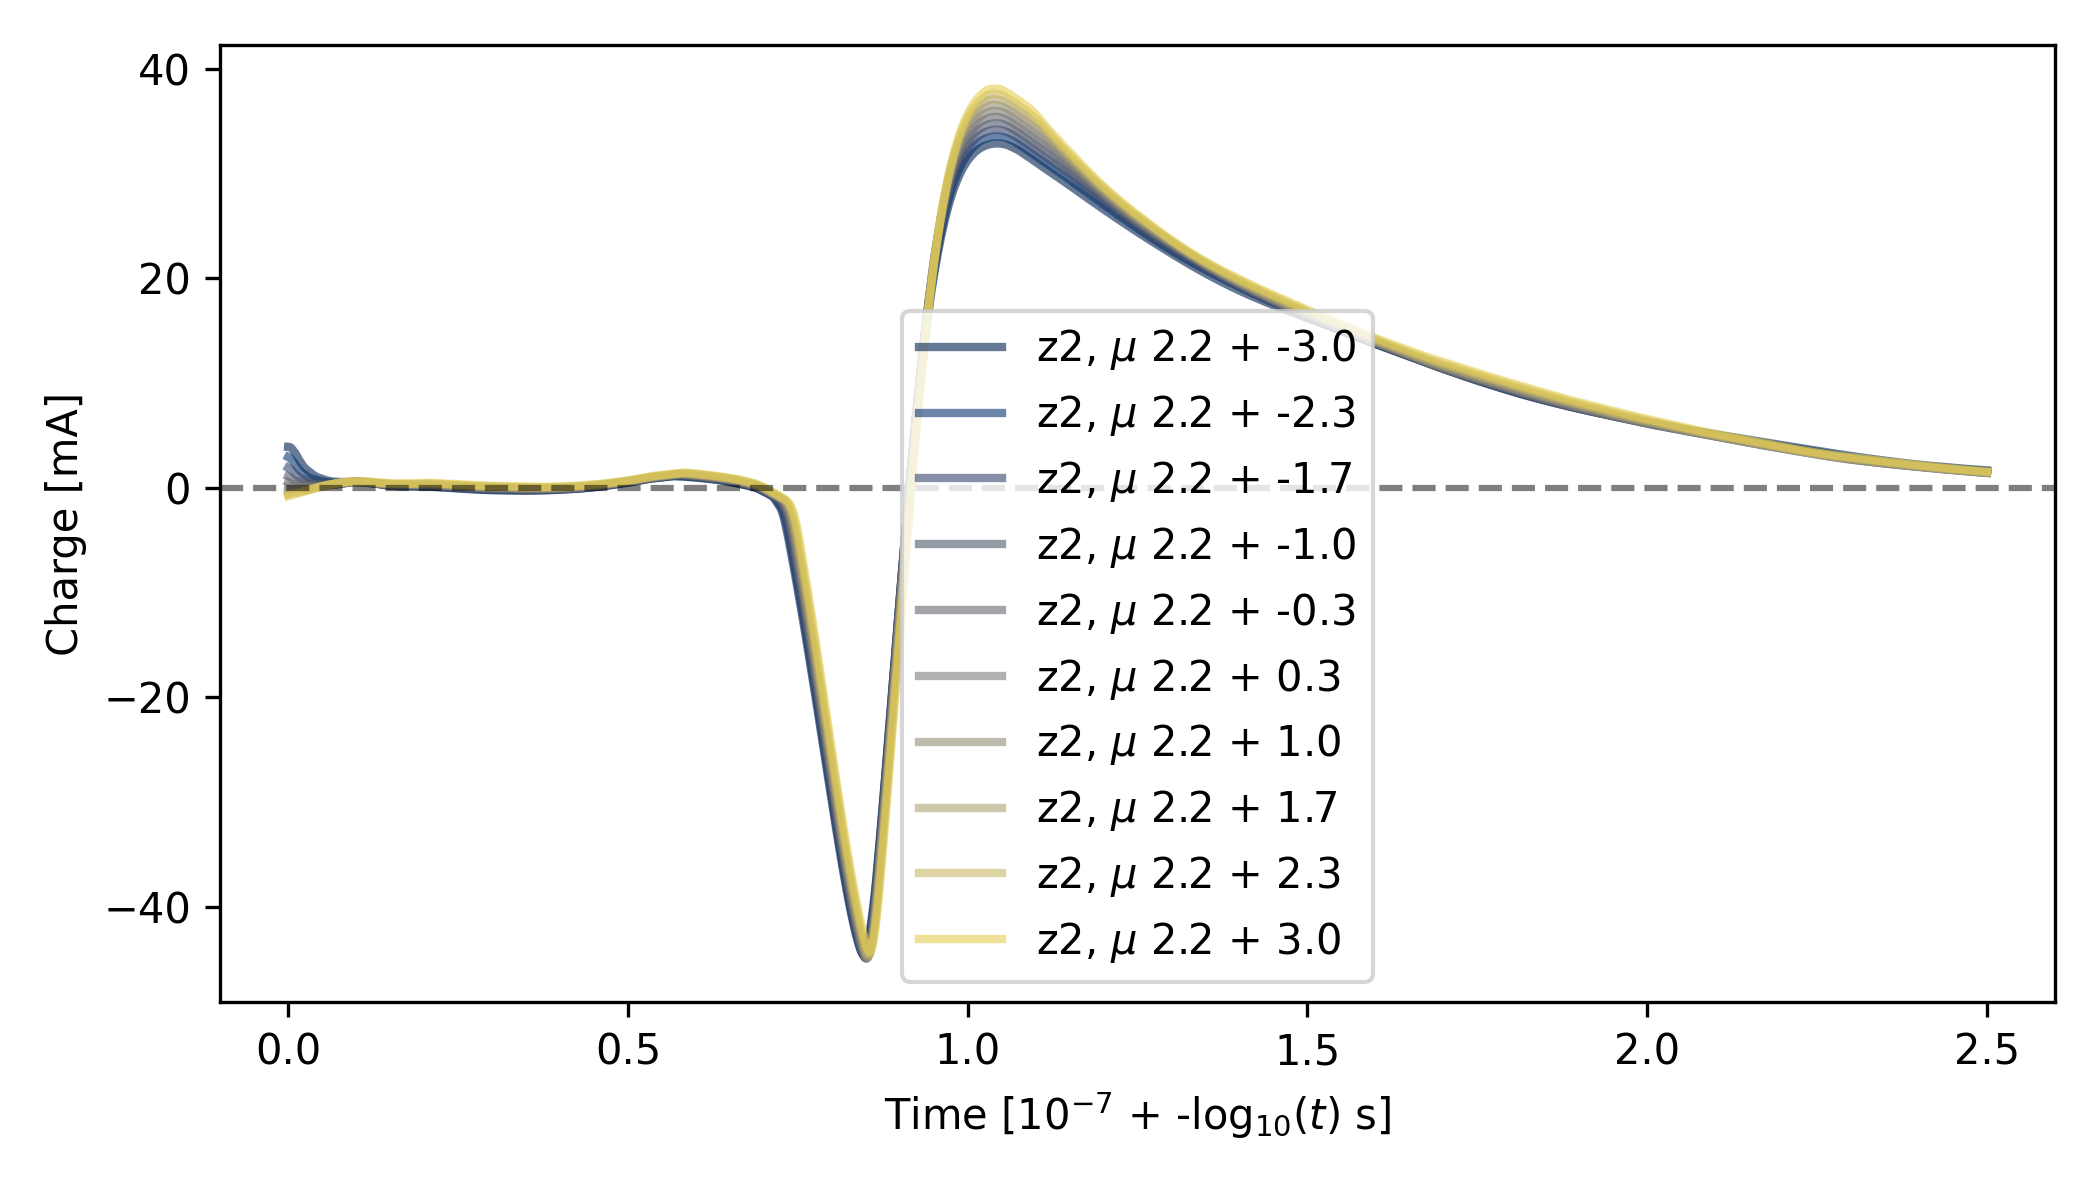 40
20
0
−20
−40
Charge [mA]
z2, μ 2.2 + -3.0
z2, μ 2.2 + -2.3
z2, μ 2.2 + -1.7
z2, μ 2.2 + -1.0
z2, μ 2.2 + -0.3
z2, μ 2.2 + 0.3
z2, μ 2.2 + 1.0
z2, μ 2.2 + 1.7
z2, μ 2.2 + 2.3
z2, μ 2.2 + 3.0
0.0 0.5 1.0 1.5 2.0 2.5
Time [10⁻⁷ + -log₁₀(t) s]